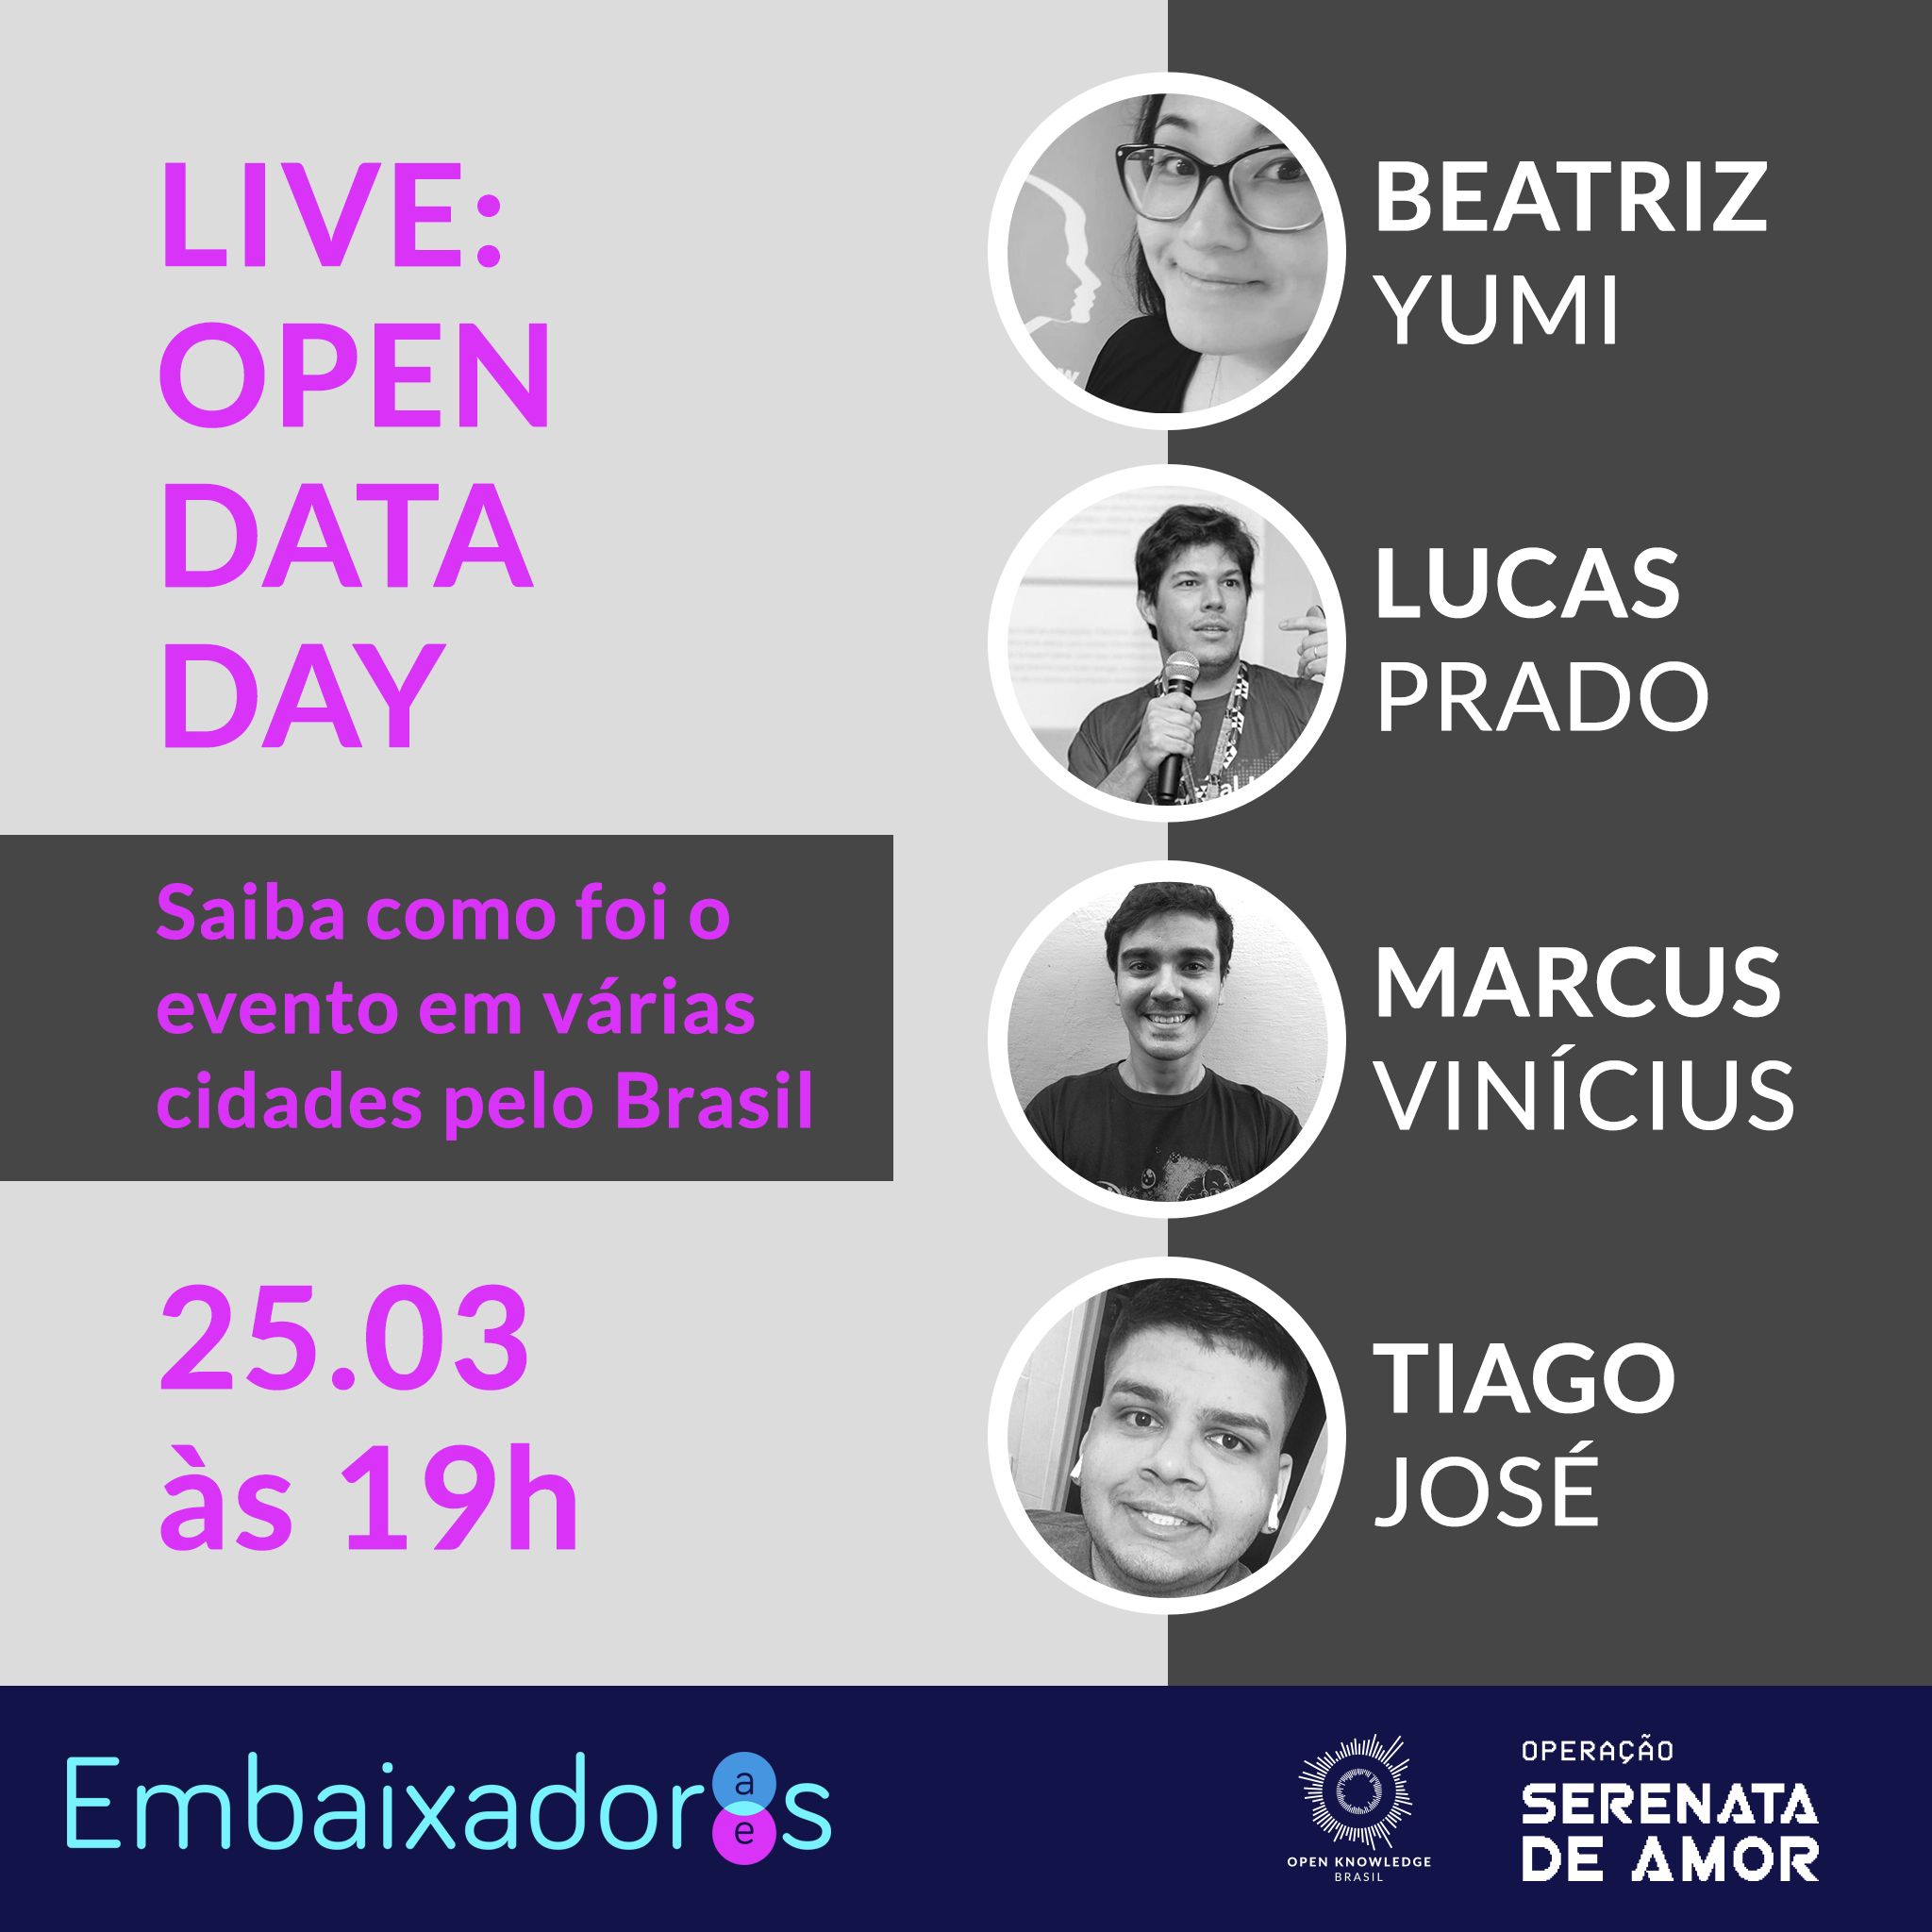 LIVE:
OPEN
DATA
DAY
Saiba como foi o
evento em várias
cidades pelo Brasil
25.03
às 19h
BEATRIZ
YUMI
LUCAS
PRADO
MARCUS
VINÍCIUS
TIAGO
JOSÉ
Embaixadoraes
OPEN KNOWLEDGE
BRASIL
OPERAÇÃO
SERENATA
DE AMOR